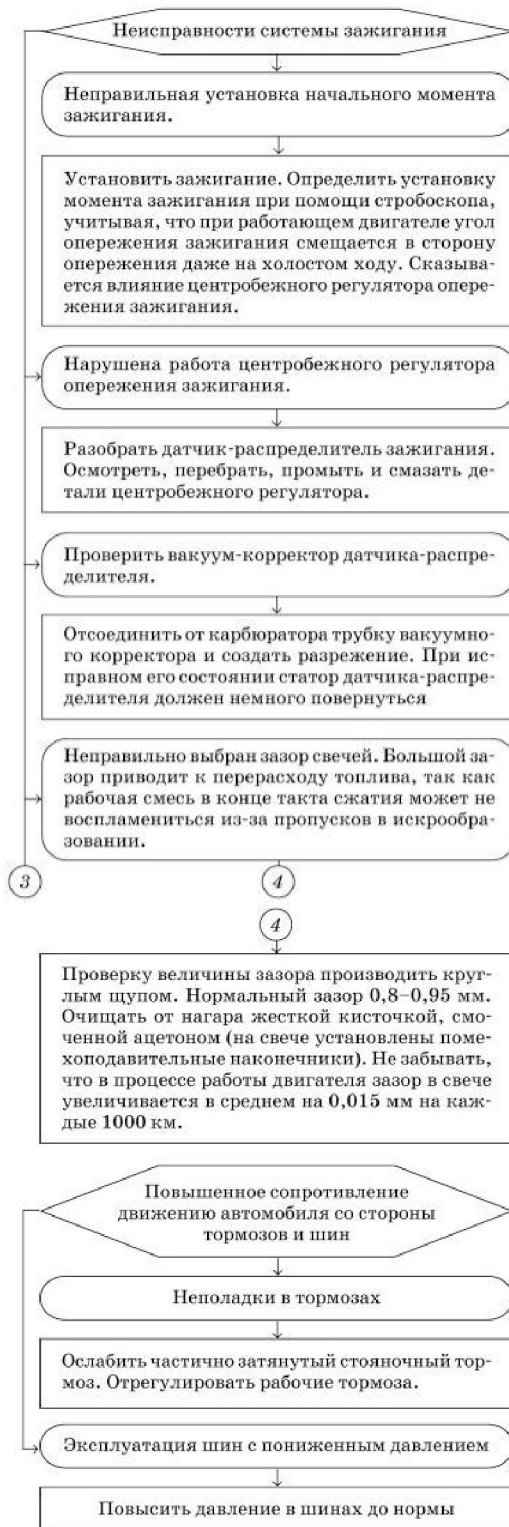 Неисправности системы зажигания
Неправильная установка начального момента
зажигания.
Установить зажигание. Определить установку
момента зажигания при помощи стробоскопа,
учитывая, что при работающем двигателе угол
опережения зажигания смещается в сторону
опережения даже на холостом ходу. Сказыва-
ется влияние центробежного регулятора опере-
жения зажигания.
Нарушена работа центробежного регулятора
опережения зажигания.
Разобрать датчик-распределитель зажигания.
Осмотреть, перебрать, промыть и смазать де-
тали центробежного регулятора.
Проверить вакуум-корректор датчика-распре-
делителя.
Отсоединить от карбюратора трубку вакуумно-
го корректора и создать разрежение. При ис-
правном его состоянии статор датчика-распре-
делителя должен немного повернуться
Неправильно выбран зазор свечей. Большой за-
зор приводит к перерасходу топлива, так как
рабочая смесь в конце такта сжатия может не
воспламениться из-за пропусков в искрообра-
зовании.
3
4
4
Проверку величины зазора производить круг-
лым щупом. Нормальный зазор 0,8–0,95 мм.
Очищать от нагара жесткой кисточкой, смо-
ченной ацетоном (на свече установлены поме-
хоподавительные наконечники). Не забывать,
что в процессе работы двигателя зазор в свече
увеличивается в среднем на 0,015 мм на каж-
дые 1000 км.
Повышенное сопротивление
движению автомобиля со стороны
тормозов и шин
Неполадки в тормозах
Ослабить частично затянутый стояночный тор-
моз. Отрегулировать рабочие тормоза.
Эксплуатация шин с пониженным давлением
Повысить давление в шинах до нормы